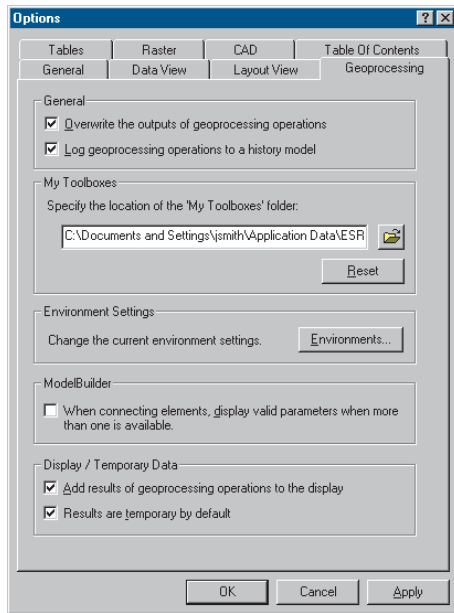 Options
Tables Raster CAD Table Of Contents
General Data View Layout View Geoprocessing
General
Overwrite the outputs of geoprocessing operations
Log geoprocessing operations to a history model
My Toolboxes
Specify the location of the 'My Toolboxes' folder:
C:\Documents and Settings\jsmith\Application Data\ESR
Reset
Environment Settings
Change the current environment settings. Environments...
ModelBuilder
When connecting elements, display valid parameters when more
than one is available.
Display / Temporary Data
Add results of geoprocessing operations to the display
Results are temporary by default
OK Cancel Apply